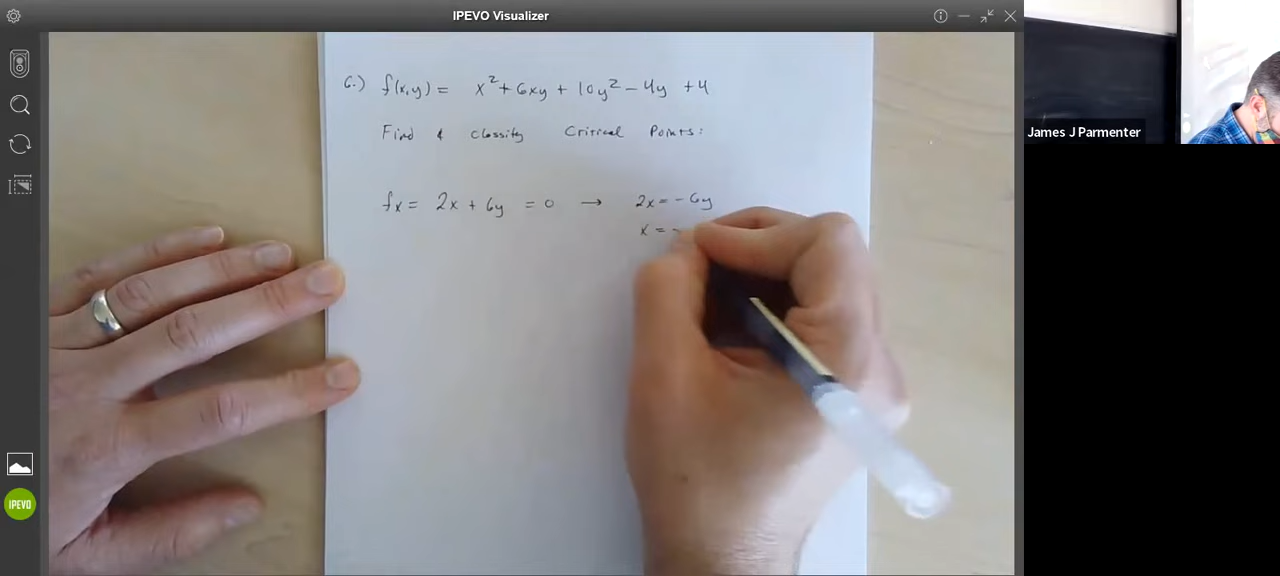 IPEVO Visualizer
6.) f(x,y) = x² + 6xy + 10y² - 4y + 4
Find & Classify Critical Points:
fx = 2x + 6y = 0 → 2x = -6y
x = -
James J Parmenter
IPEVO